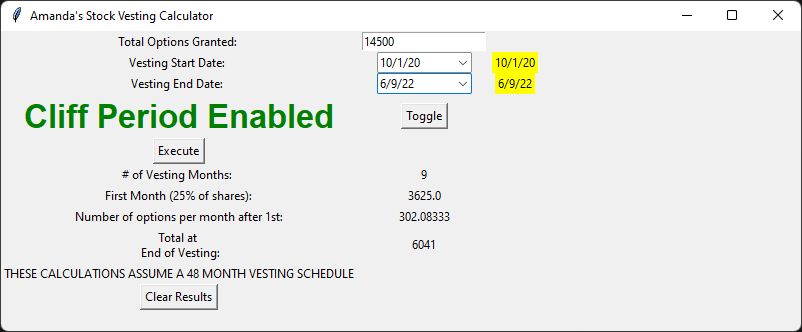 Amanda's Stock Vesting Calculator
Total Options Granted: 14500
Vesting Start Date: 10/1/20 10/1/20
Vesting End Date: 6/9/22 6/9/22
Cliff Period Enabled Toggle
Execute
# of Vesting Months: 9
First Month (25% of shares): 3625.0
Number of options per month after 1st: 302.08333
Total at
End of Vesting: 6041
THESE CALCULATIONS ASSUME A 48 MONTH VESTING SCHEDULE
Clear Results